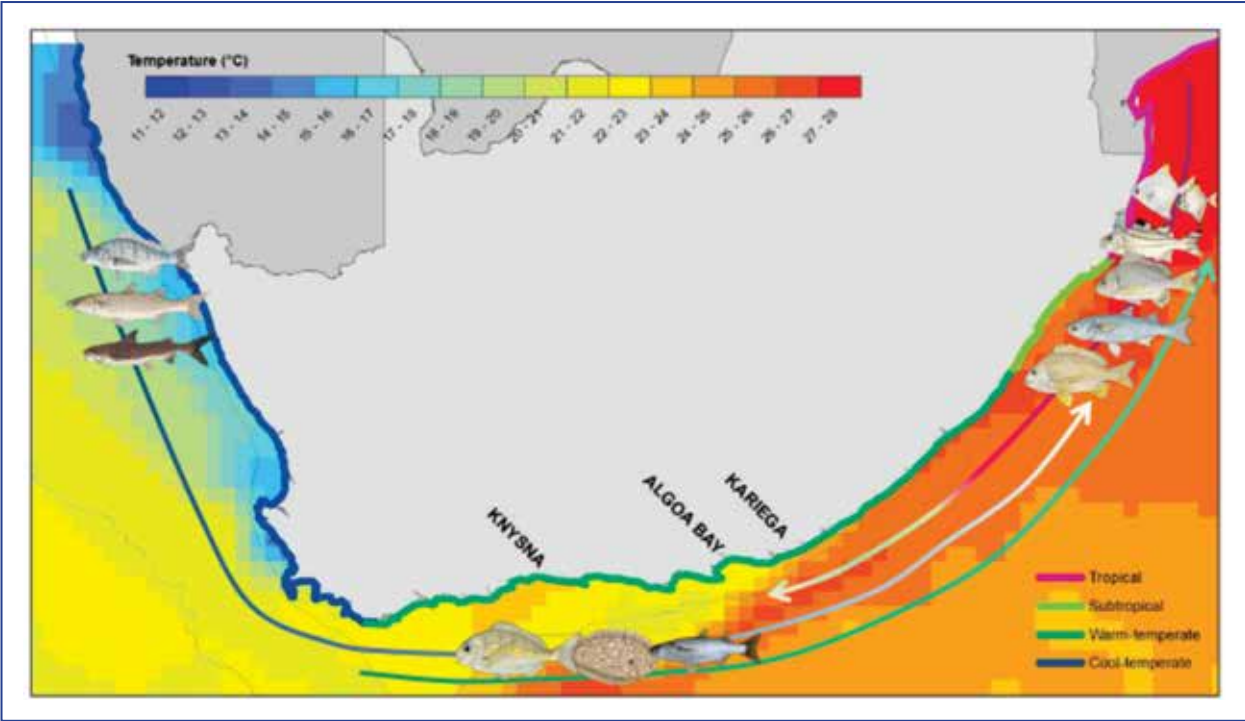 Temperature (°C)
11 - 12
12 - 13
13 - 14
14 - 15
15 - 16
16 - 17
17 - 18
18 - 19
19 - 20
20 - 21
21 - 22
22 - 23
23 - 24
24 - 25
25 - 26
26 - 27
27 - 28
KNYSNA
ALGOA BAY
KARIEGA
Tropical
Subtropical
Warm-temperate
Cool-temperate